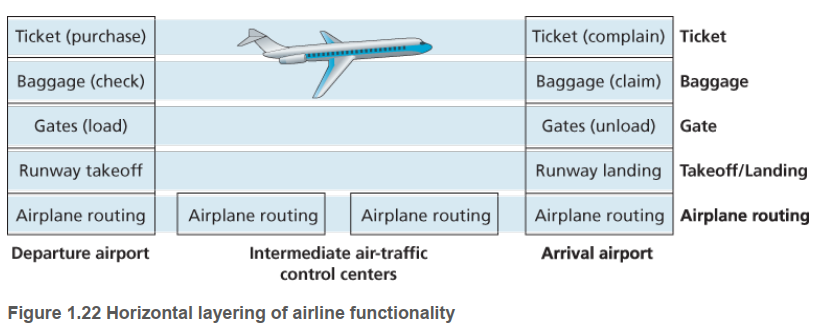 Ticket (purchase) Ticket (complain) Ticket
Baggage (check) Baggage (claim) Baggage
Gates (load) Gates (unload) Gate
Runway takeoff Runway landing Takeoff/Landing
Airplane routing Airplane routing Airplane routing Airplane routing Airplane routing
Departure airport Intermediate air-traffic Arrival airport
control centers
Figure 1.22 Horizontal layering of airline functionality